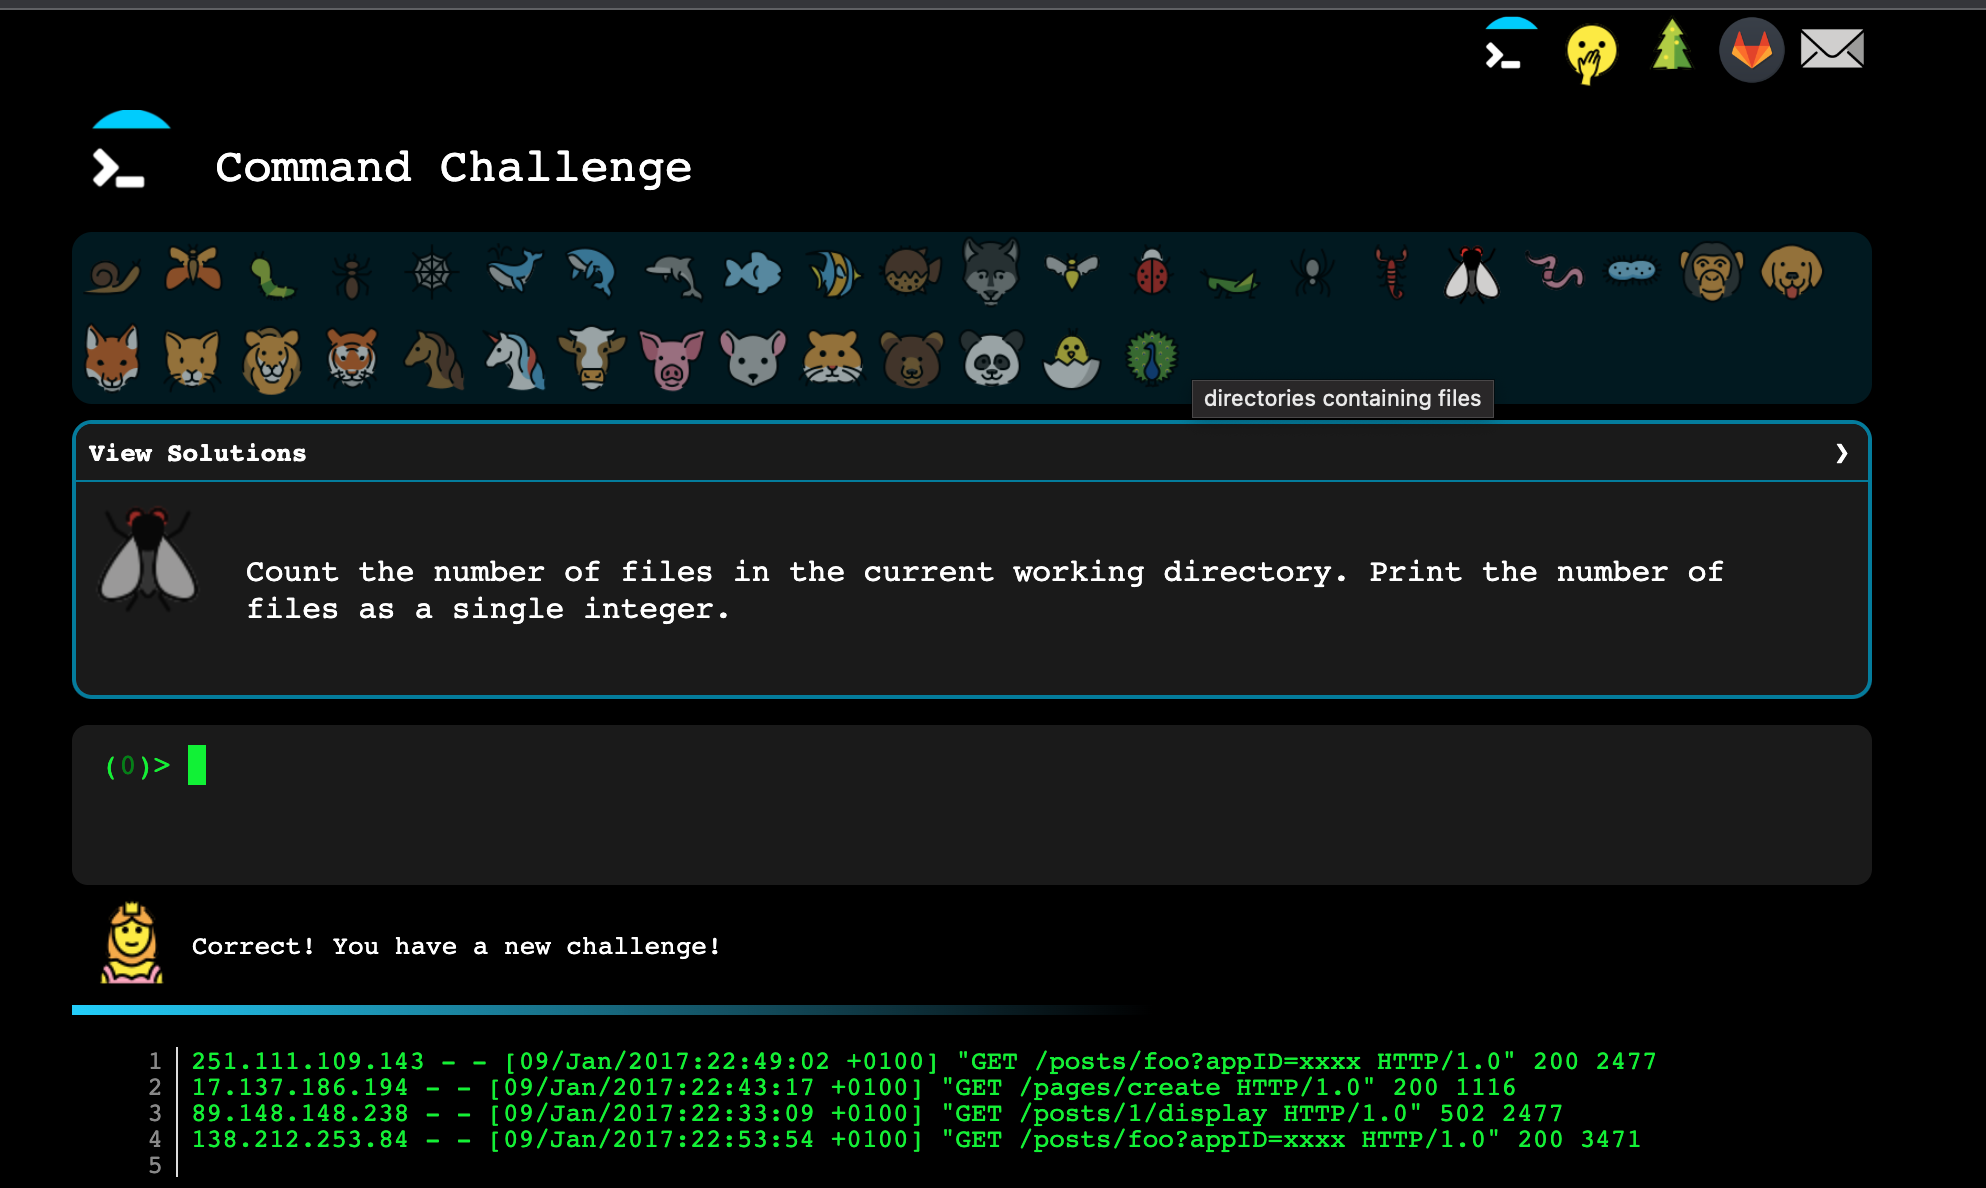 Command Challenge
directories containing files
View Solutions
Count the number of files in the current working directory. Print the number of
files as a single integer.
(0)>
Correct! You have a new challenge!
1 251.111.109.143 - - [09/Jan/2017:22:49:02 +0100] "GET /posts/foo?appID=xxxx HTTP/1.0" 200 2477
2 17.137.186.194 - - [09/Jan/2017:22:43:17 +0100] "GET /pages/create HTTP/1.0" 200 1116
3 89.148.148.238 - - [09/Jan/2017:22:33:09 +0100] "GET /posts/1/display HTTP/1.0" 502 2477
4 138.212.253.84 - - [09/Jan/2017:22:53:54 +0100] "GET /posts/foo?appID=xxxx HTTP/1.0" 200 3471
5